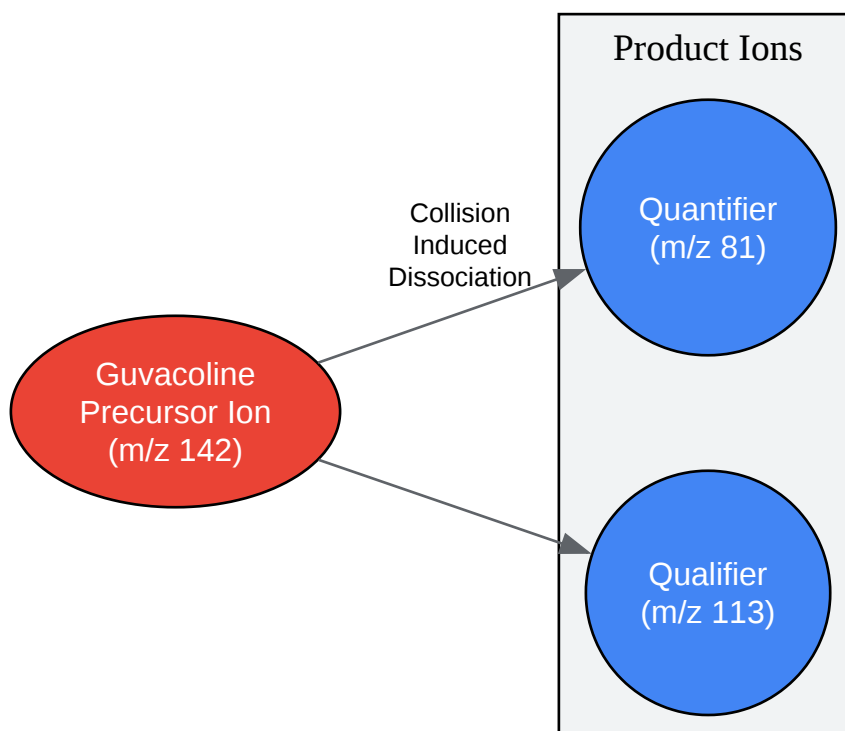 Product Ions
Quantifier
(m/z 81)
Collision
Induced
Dissociation
Guvacoline
Precursor Ion
(m/z 142)
Qualifier
(m/z 113)